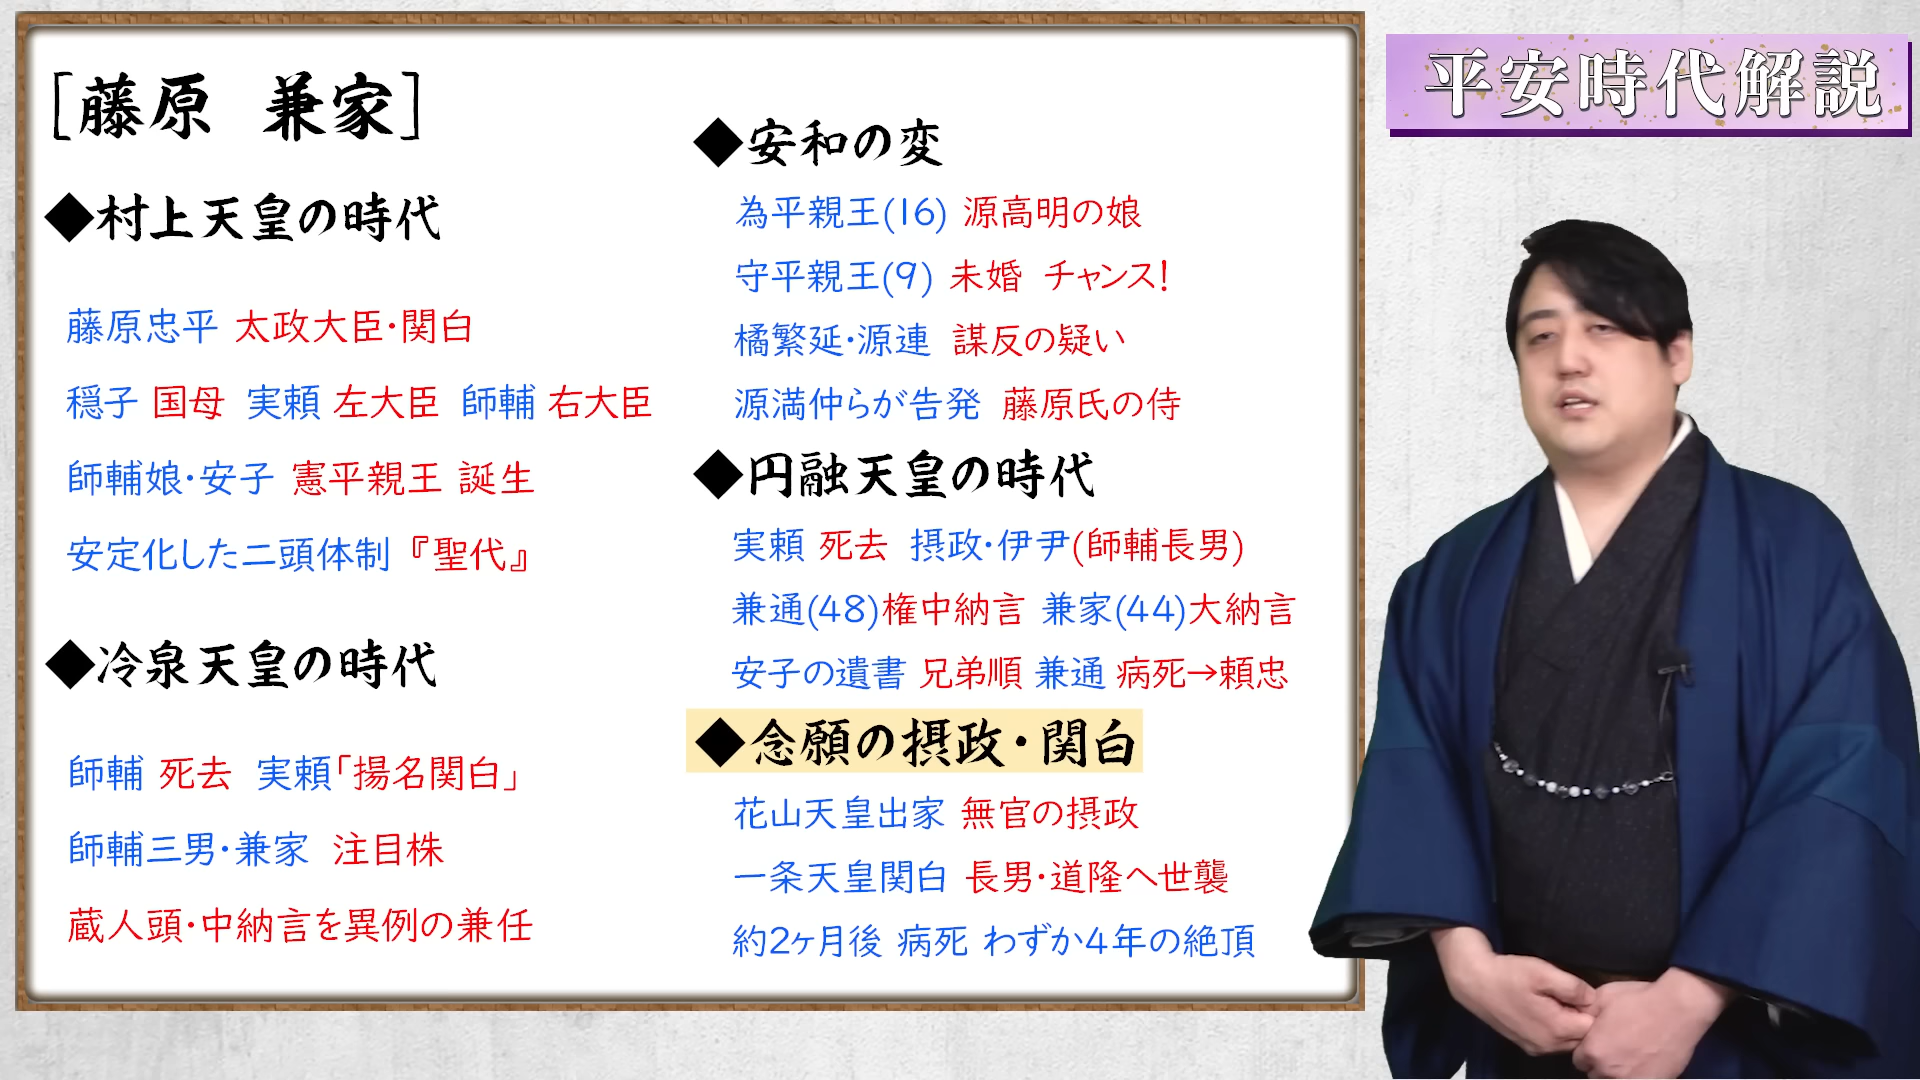 [藤原 兼家]
◆村上天皇の時代
藤原忠平 太政大臣・関白
穏子 国母 実頼 左大臣 師輔 右大臣
師輔娘・安子 憲平親王 誕生
安定化した二頭体制『聖代』
◆冷泉天皇の時代
師輔 死去 実頼「揚名関白」
師輔三男・兼家 注目株
蔵人頭・中納言を異例の兼任
◆安和の変
為平親王(16) 源高明の娘
守平親王(9) 未婚 チャンス!
橘繁延・源連 謀反の疑い
源満仲らが告発 藤原氏の侍
◆円融天皇の時代
実頼 死去 摂政・伊尹(師輔長男)
兼通(48)権中納言 兼家(44)大納言
安子の遺書 兄弟順 兼通 病死→頼忠
◆念願の摂政・関白
花山天皇出家 無官の摂政
一条天皇関白 長男・道隆へ世襲
約2ヶ月後 病死 わずか4年の絶頂
平安時代解説